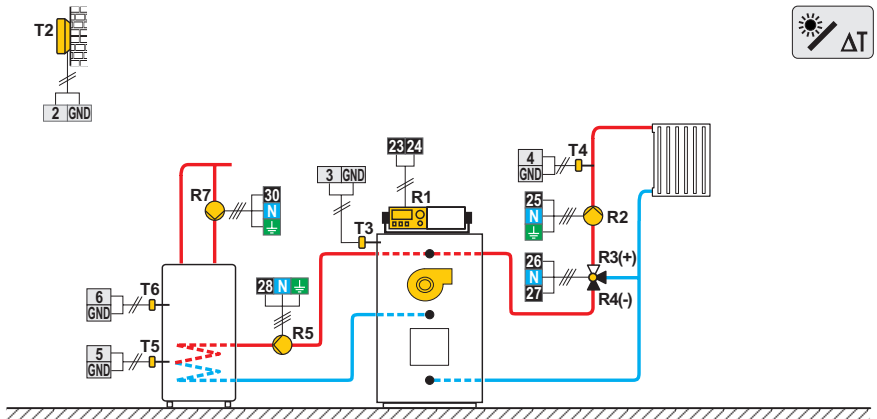 T2
ΔT
2 GND
23 24
4
GND
T4
3 GND
R1
R7
30
N
25
N
R2
T3
26
N
27
R3(+)
R4(-)
T6
6
GND
28 N
R5
T5
5
GND